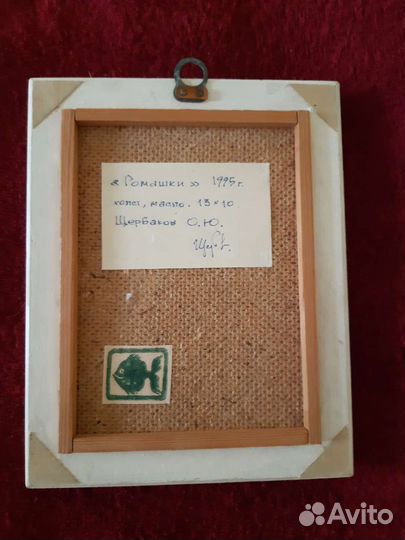 « Ромашки » 1995 г.
холст, масло. 13×10
Щербаков О.Ю.
Avito